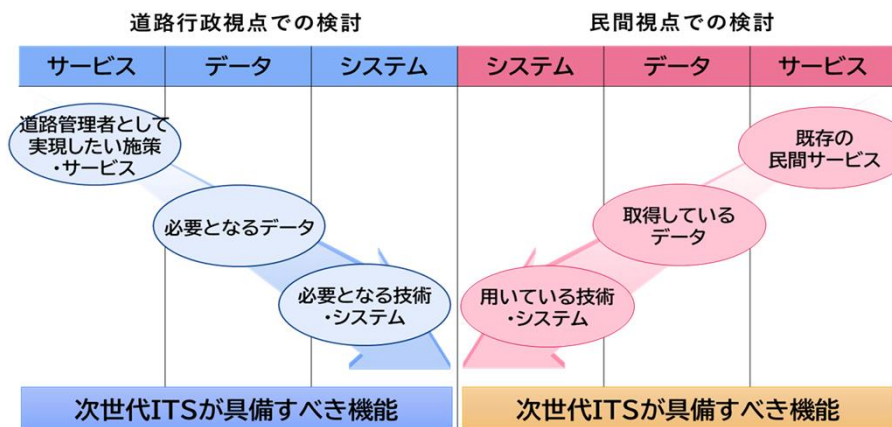 道路行政視点での検討
民間視点での検討
サービス
データ
システム
システム
データ
サービス
道路管理者として
実現したい施策
・サービス
必要となるデータ
必要となる技術
・システム
既存の
民間サービス
取得している
データ
用いている技術
・システム
次世代ITSが具備すべき機能
次世代ITSが具備すべき機能